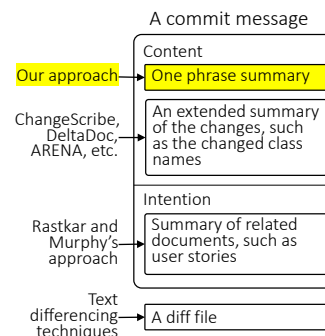 A commit message
Content
Our approach
One phrase summary
ChangeScribe,
DeltaDoc,
ARENA, etc.
An extended summary
of the changes, such
as the changed class
names
Intention
Rastkar and
Murphy's
approach
Summary of related
documents, such as
user stories
Text
differencing
techniques
A diff file